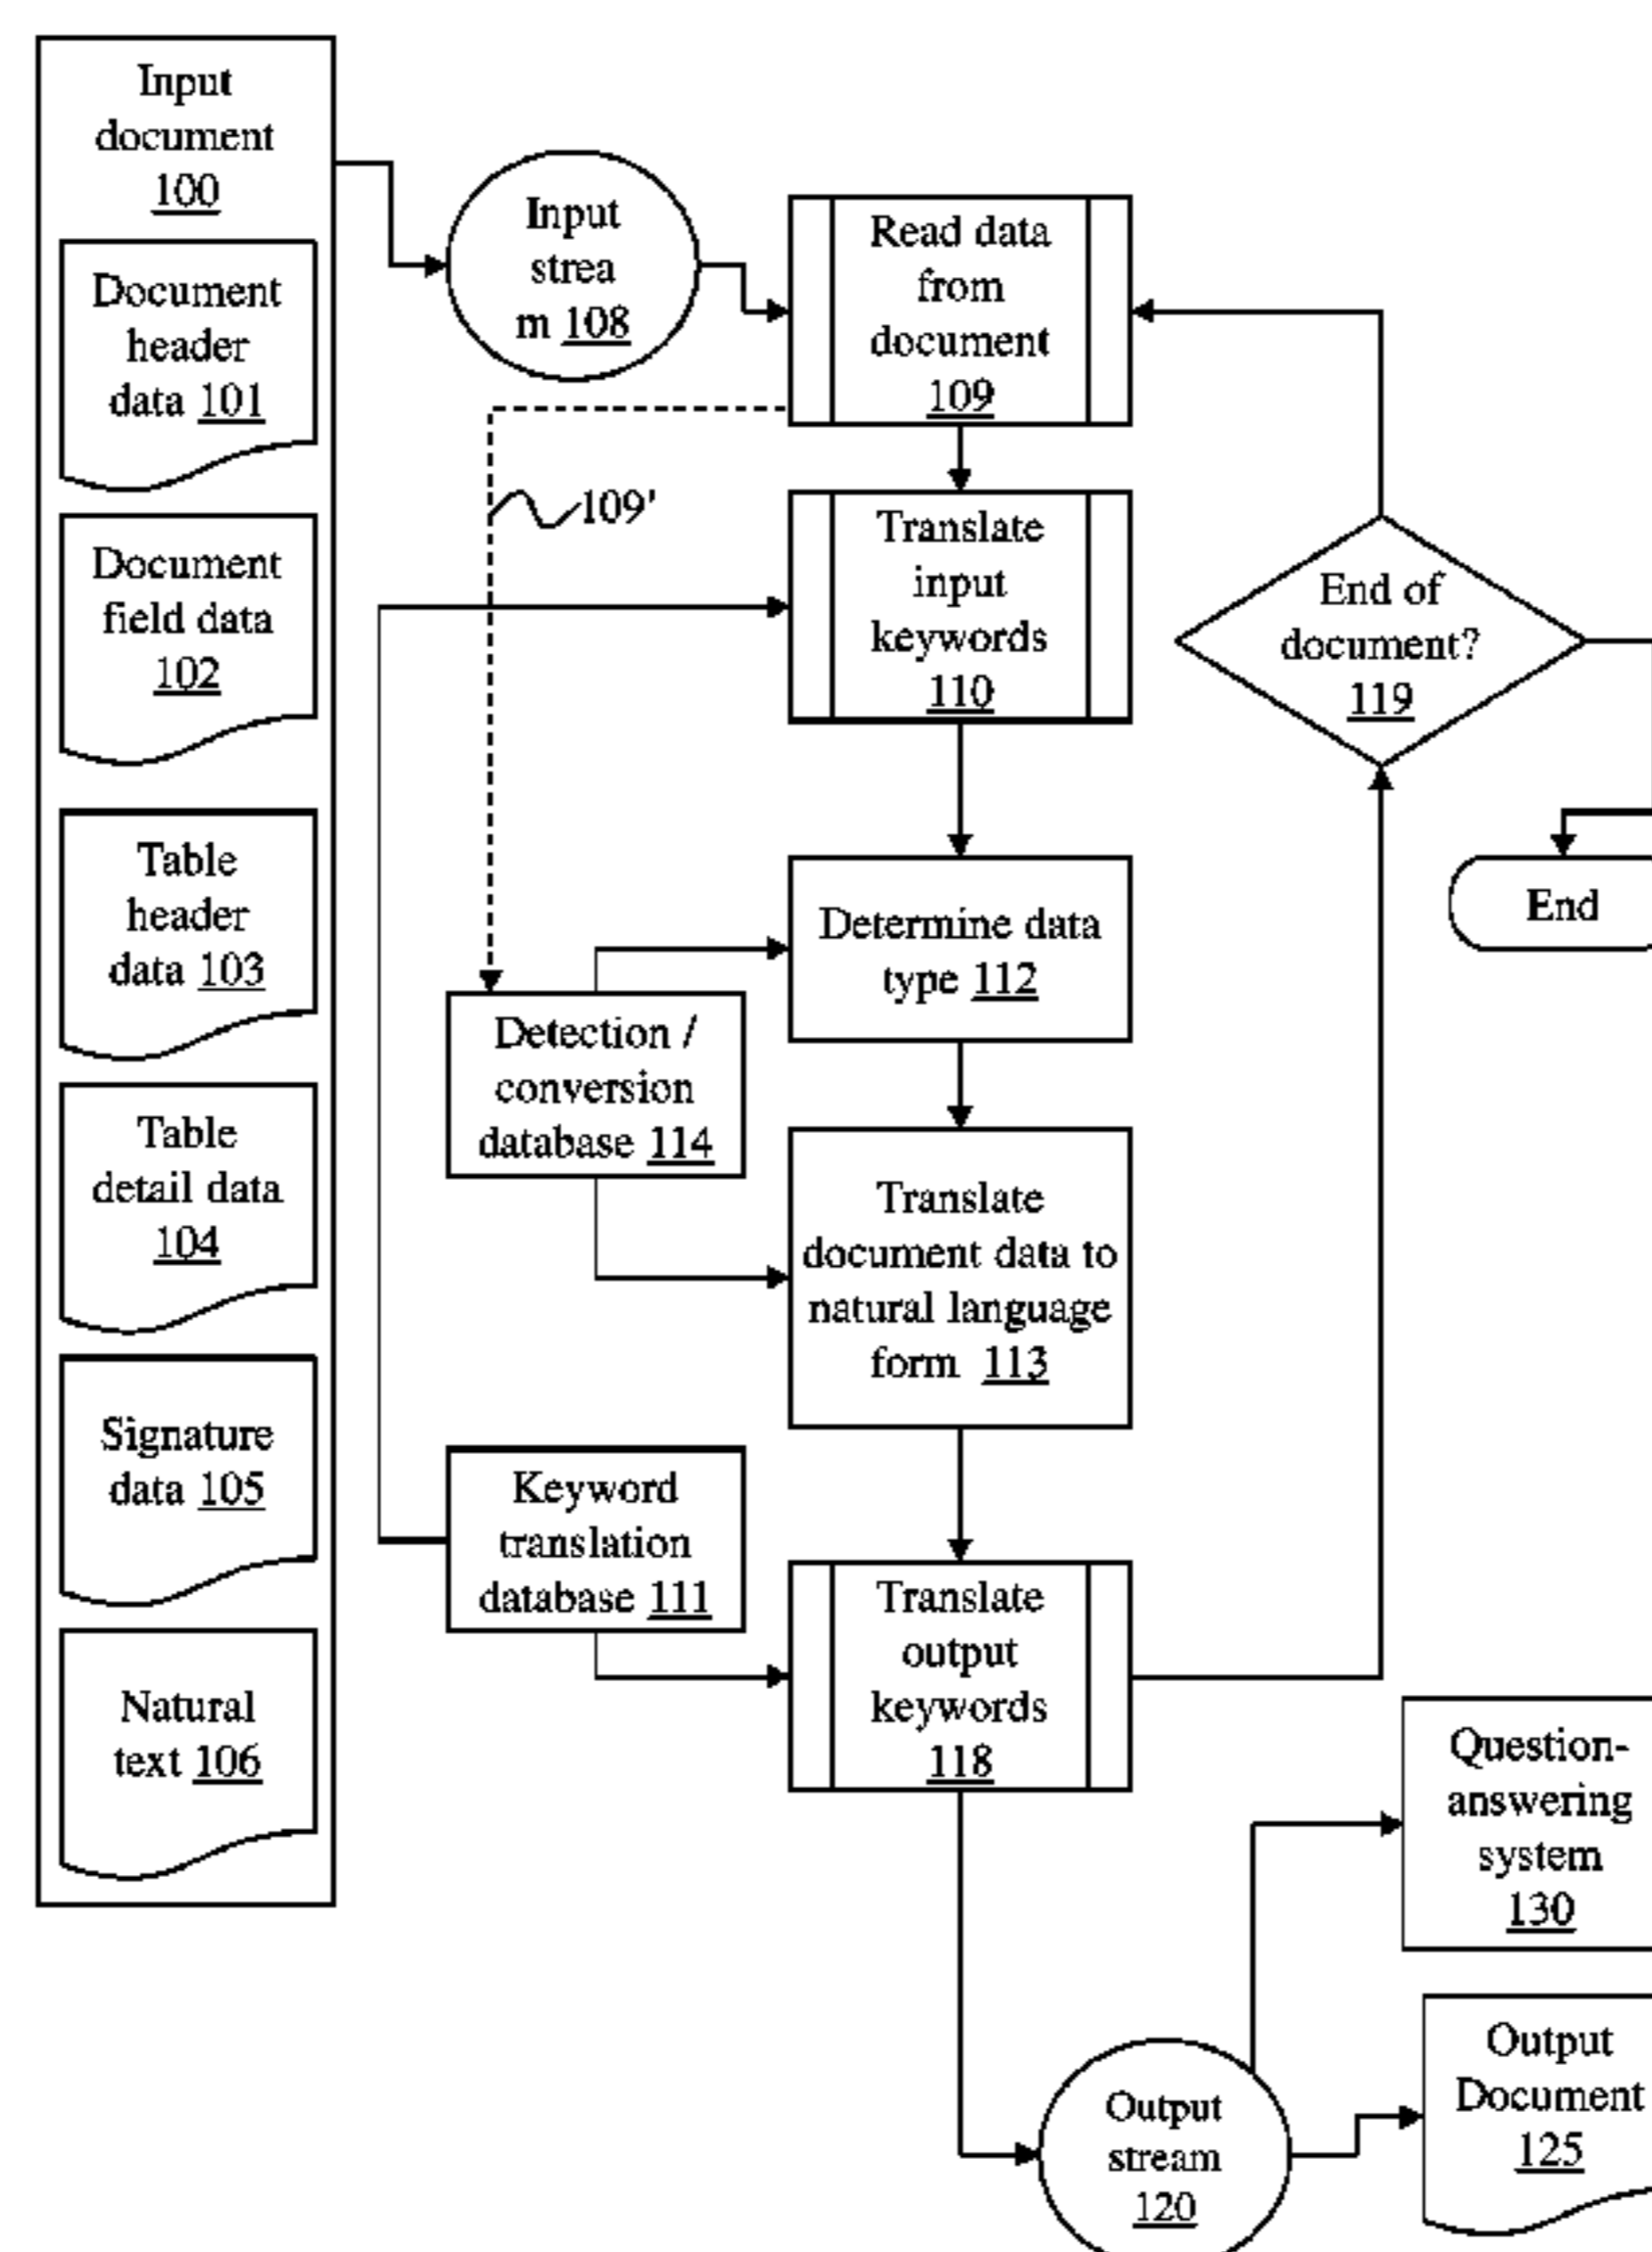 Input
document
100
Document
header
data 101
Document
field data
102
Table
header
data 103
Table
detail data
104
Signature
data 105
Natural
text 106
Input
strea
m 108
Read data
from
document
109
109'
Translate
input
keywords
110
End of
document?
119
End
Determine data
type 112
Detection /
conversion
database 114
Translate
document data to
natural language
form 113
Keyword
translation
database 111
Translate
output
keywords
118
Question-
answering
system
130
Output
stream
120
Output
Document
125